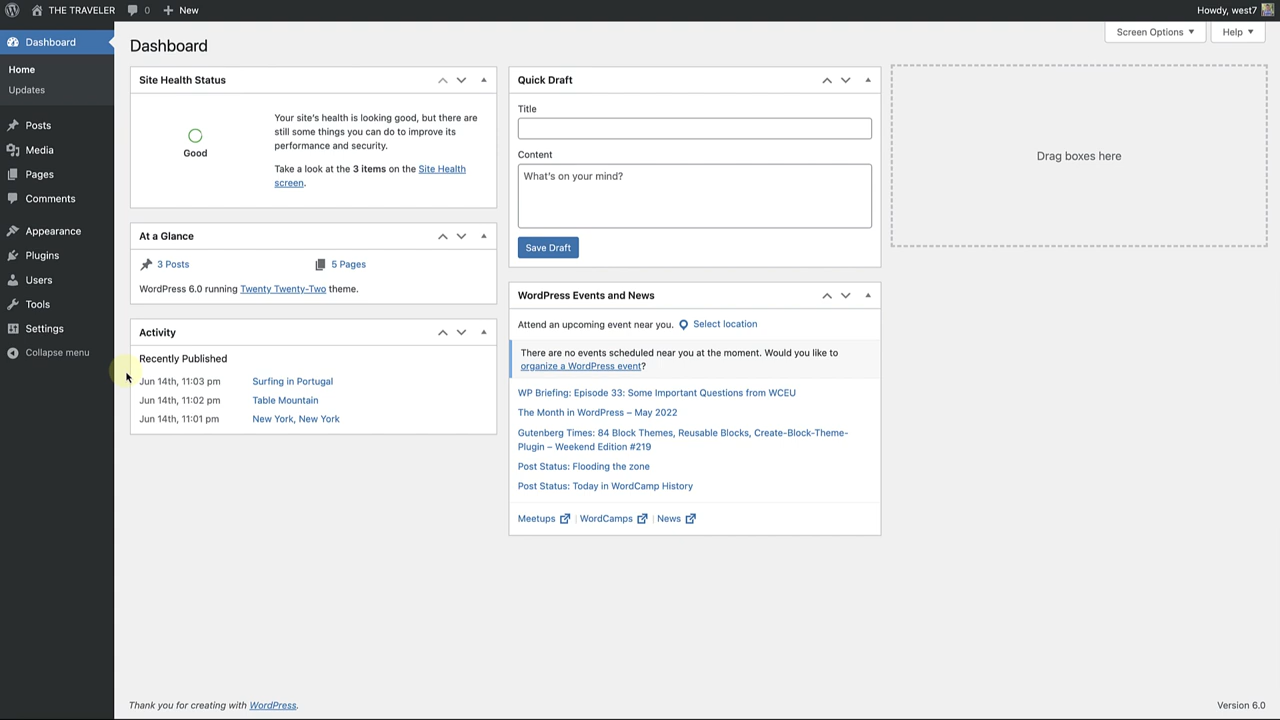 THE TRAVELER 0 New Howdy, west7
Dashboard
Home
Updates
Posts
Media
Pages
Comments
Appearance
Plugins
Users
Tools
Settings
Collapse menu
Screen Options Help
Dashboard
Site Health Status
Good
Your site's health is looking good, but there are
still some things you can do to improve its
performance and security.
Take a look at the 3 items on the Site Health
screen.
At a Glance
3 Posts 5 Pages
WordPress 6.0 running Twenty Twenty-Two theme.
Activity
Recently Published
Jun 14th, 11:03 pm Surfing in Portugal
Jun 14th, 11:02 pm Table Mountain
Jun 14th, 11:01 pm New York, New York
Quick Draft
Title
Content
What's on your mind?
Save Draft
WordPress Events and News
Attend an upcoming event near you. Select location
There are no events scheduled near you at the moment. Would you like to
organize a WordPress event?
WP Briefing: Episode 33: Some Important Questions from WCEU
The Month in WordPress – May 2022
Gutenberg Times: 84 Block Themes, Reusable Blocks, Create-Block-Theme-
Plugin – Weekend Edition #219
Post Status: Flooding the zone
Post Status: Today in WordCamp History
Meetups | WordCamps | News
Drag boxes here
Thank you for creating with WordPress. Version 6.0